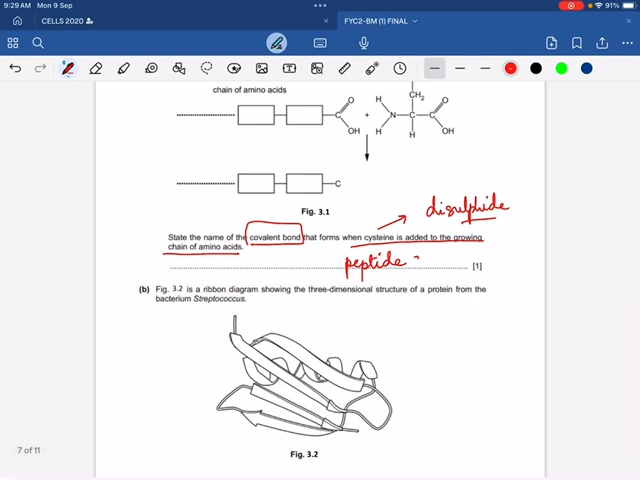 9:29 AM Mon 9 Sep
91%
CELLS 2020
FYC2-BM (1) FINAL
chain of amino acids
CH2
H
O
O
+
N
C
C
C
OH
H
H
OH
C
Fig. 3.1
disulphide
State the name of the covalent bond that forms when cysteine is added to the growing
chain of amino acids.
peptide
[1]
(b) Fig. 3.2 is a ribbon diagram showing the three-dimensional structure of a protein from the
bacterium Streptococcus.
7 of 11
Fig. 3.2